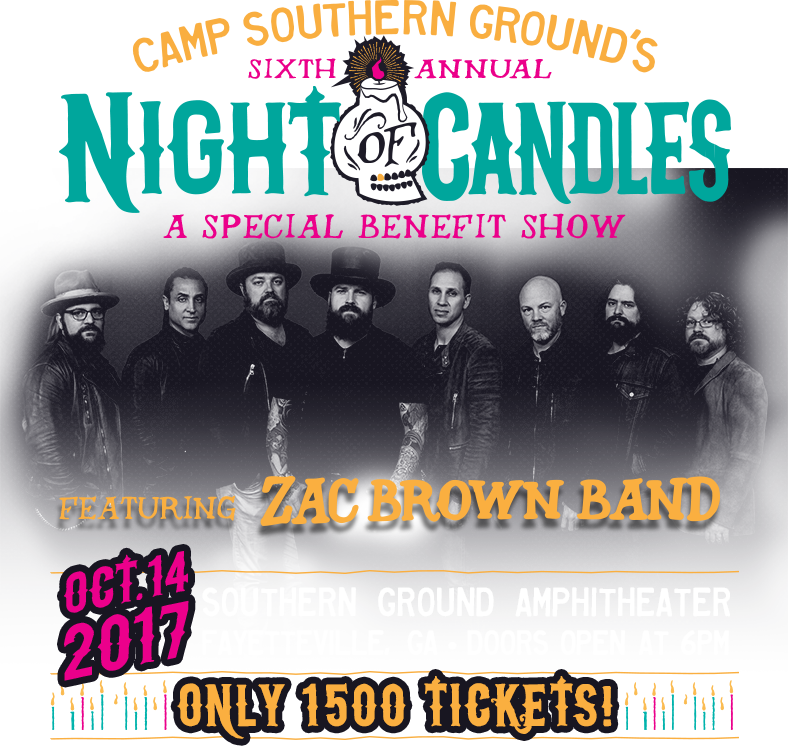 CAMP SOUTHERN GROUND'S
SIXTH ANNUAL
NIGHT OF CANDLES
A SPECIAL BENEFIT SHOW
FEATURING ZAC BROWN BAND
OCT.14
2017
SOUTHERN GROUND AMPHITHEATER
FAYETTEVILLE, GA - DOORS OPEN AT 6PM
ONLY 1500 TICKETS!